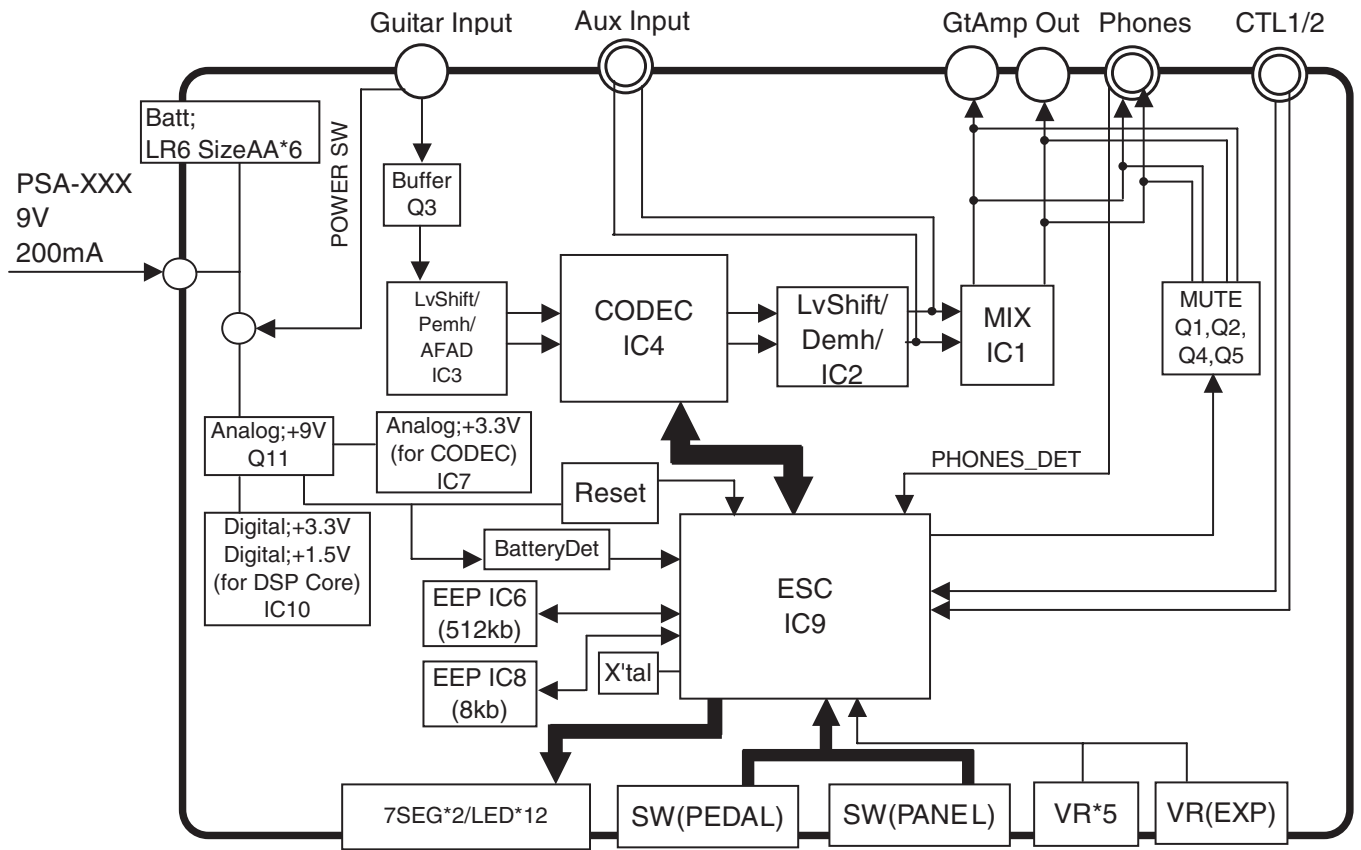 Guitar Input
Aux Input
GtAmp Out
Phones
CTL1/2
Batt;
LR6 SizeAA*6
PSA-XXX
9V
200mA
POWER SW
Buffer
Q3
LvShift/
Pemh/
AFAD
IC3
CODEC
IC4
LvShift/
Demh/
IC2
MIX
IC1
MUTE
Q1,Q2,
Q4,Q5
Analog;+9V
Q11
Analog;+3.3V
(for CODEC)
IC7
Reset
PHONES_DET
Digital;+3.3V
Digital;+1.5V
(for DSP Core)
IC10
BatteryDet
ESC
IC9
EEP IC6
(512kb)
EEP IC8
(8kb)
X'tal
7SEG*2/LED*12
SW(PEDAL)
SW(PANEL)
VR*5
VR(EXP)